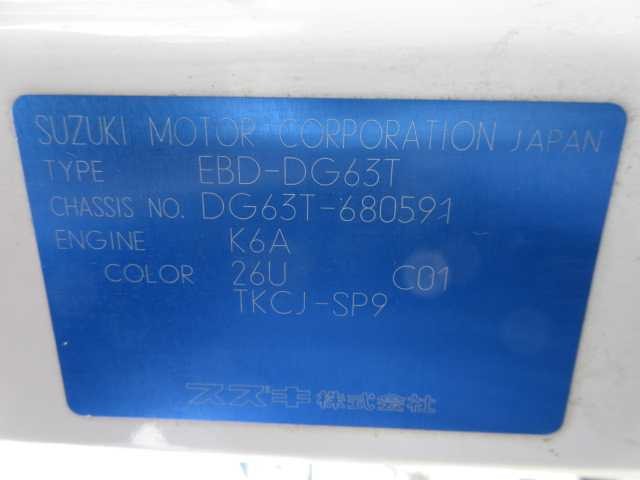 SUZUKI MOTOR CORPORATION JAPAN
TYPE EBD-DG63T
CHASSIS NO. DG63T-680591
ENGINE K6A
COLOR 26U C01
TKCJ-SP9
スズキ株式会社